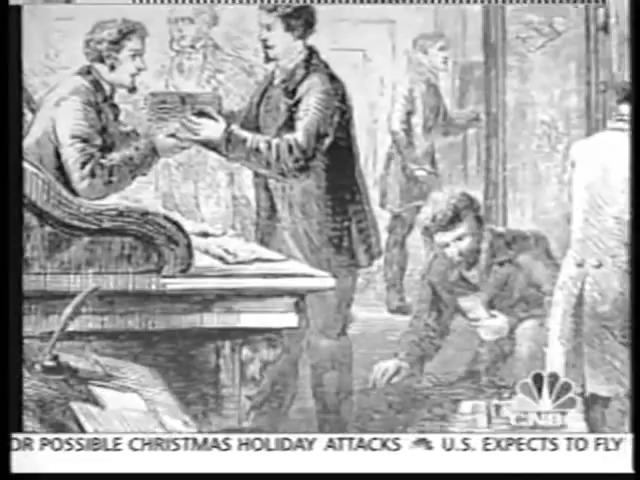 CNBC
OR POSSIBLE CHRISTMAS HOLIDAY ATTACKS U.S. EXPECTS TO FLY